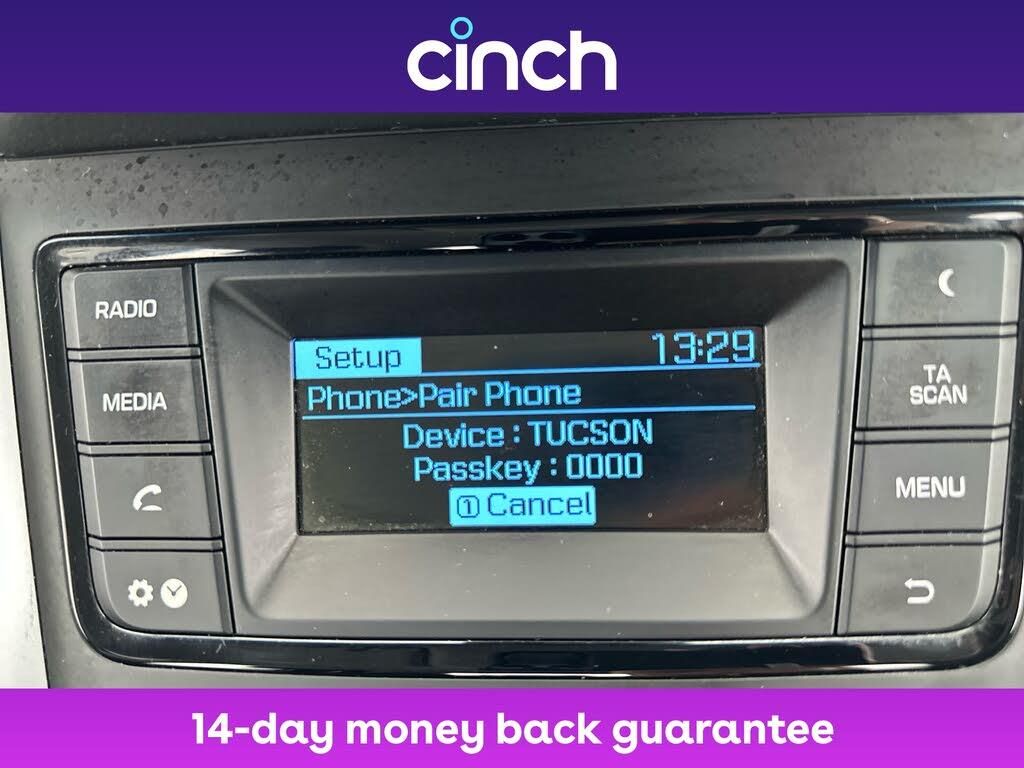 cinch
RADIO
MEDIA
Setup
13:29
Phone>Pair Phone
Device : TUCSON
Passkey : 0000
1 Cancel
TA
SCAN
MENU
14-day money back guarantee